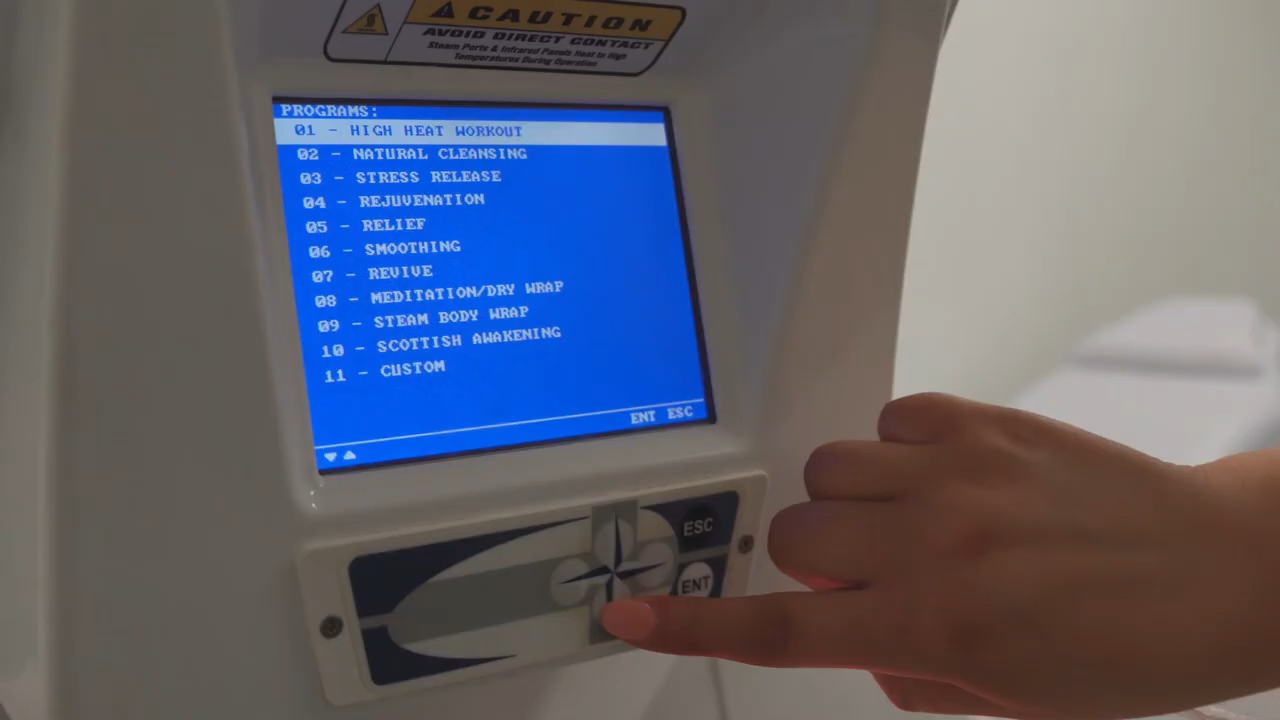 CAUTION
AVOID DIRECT CONTACT
Steam Ports & Infrared Panels Heat to High
Temperatures During Operation
PROGRAMS:
01 - HIGH HEAT WORKOUT
02 - NATURAL CLEANSING
03 - STRESS RELEASE
04 - REJUVENATION
05 - RELIEF
06 - SMOOTHING
07 - REVIVE
08 - MEDITATION/DRY WRAP
09 - STEAM BODY WRAP
10 - SCOTTISH AWAKENING
11 - CUSTOM
ENT ESC
ESC
ENT